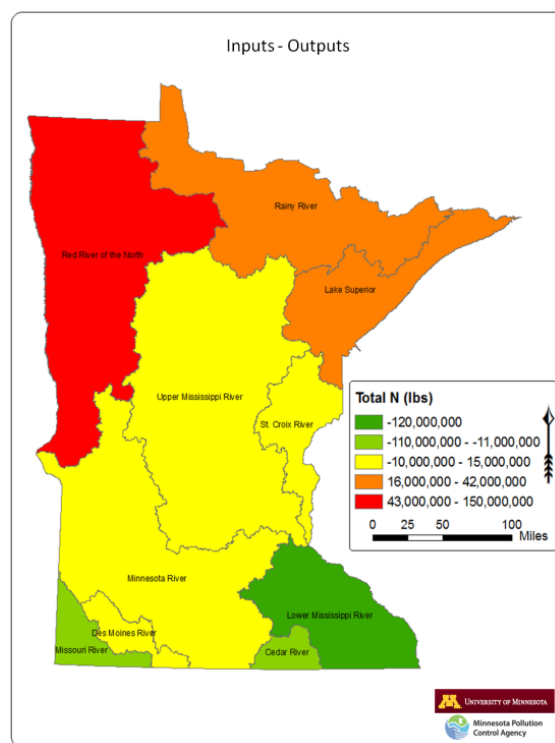 Inputs - Outputs
Rainy River
Red River of the North
Lake Superior
Upper Mississippi River
St. Croix River
Total N (lbs)
-120,000,000
-110,000,000 - -11,000,000
-10,000,000 - 15,000,000
16,000,000 - 42,000,000
43,000,000 - 150,000,000
0 25 50 100
Miles
Minnesota River
Lower Mississippi River
Des Moines River
Missouri River
Cedar River
M UNIVERSITY OF MINNESOTA
Minnesota Pollution
Control Agency